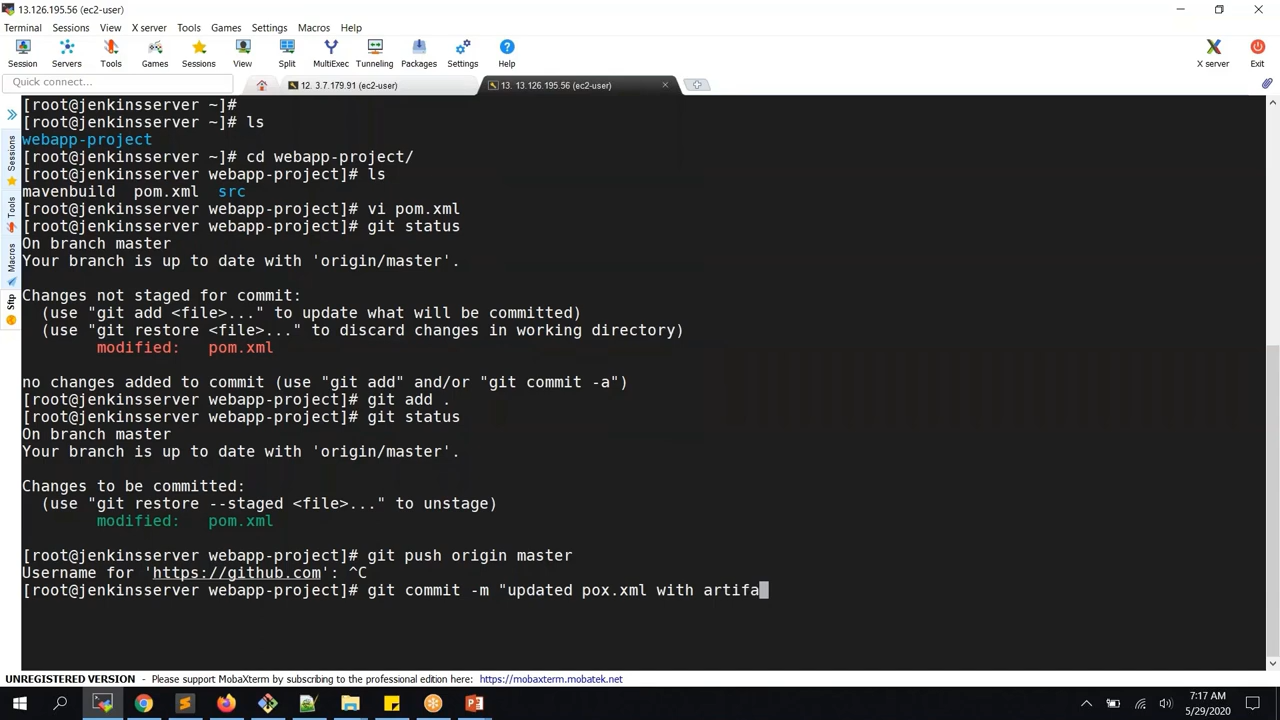 13.126.195.56 (ec2-user)
Terminal Sessions View X server Tools Games Settings Macros Help
Session Servers Tools Games Sessions View Split MultiExec Tunneling Packages Settings Help X server Exit
Quick connect...
12. 3.7.179.91 (ec2-user)
13. 13.126.195.56 (ec2-user)
Sessions
Tools
Macros
Sftp
[root@jenkinsserver ~]#
[root@jenkinsserver ~]# ls
webapp-project
[root@jenkinsserver ~]# cd webapp-project/
[root@jenkinsserver webapp-project]# ls
mavenbuild  pom.xml  src
[root@jenkinsserver webapp-project]# vi pom.xml
[root@jenkinsserver webapp-project]# git status
On branch master
Your branch is up to date with 'origin/master'.
Changes not staged for commit:
  (use "git add <file>..." to update what will be committed)
  (use "git restore <file>..." to discard changes in working directory)
        modified:   pom.xml
no changes added to commit (use "git add" and/or "git commit -a")
[root@jenkinsserver webapp-project]# git add .
[root@jenkinsserver webapp-project]# git status
On branch master
Your branch is up to date with 'origin/master'.
Changes to be committed:
  (use "git restore --staged <file>..." to unstage)
        modified:   pom.xml
[root@jenkinsserver webapp-project]# git push origin master
Username for 'https://github.com': ^C
[root@jenkinsserver webapp-project]# git commit -m "updated pox.xml with artifa
UNREGISTERED VERSION - Please support MobaXterm by subscribing to the professional edition here: https://mobaxterm.mobatek.net
7:17 AM
5/29/2020